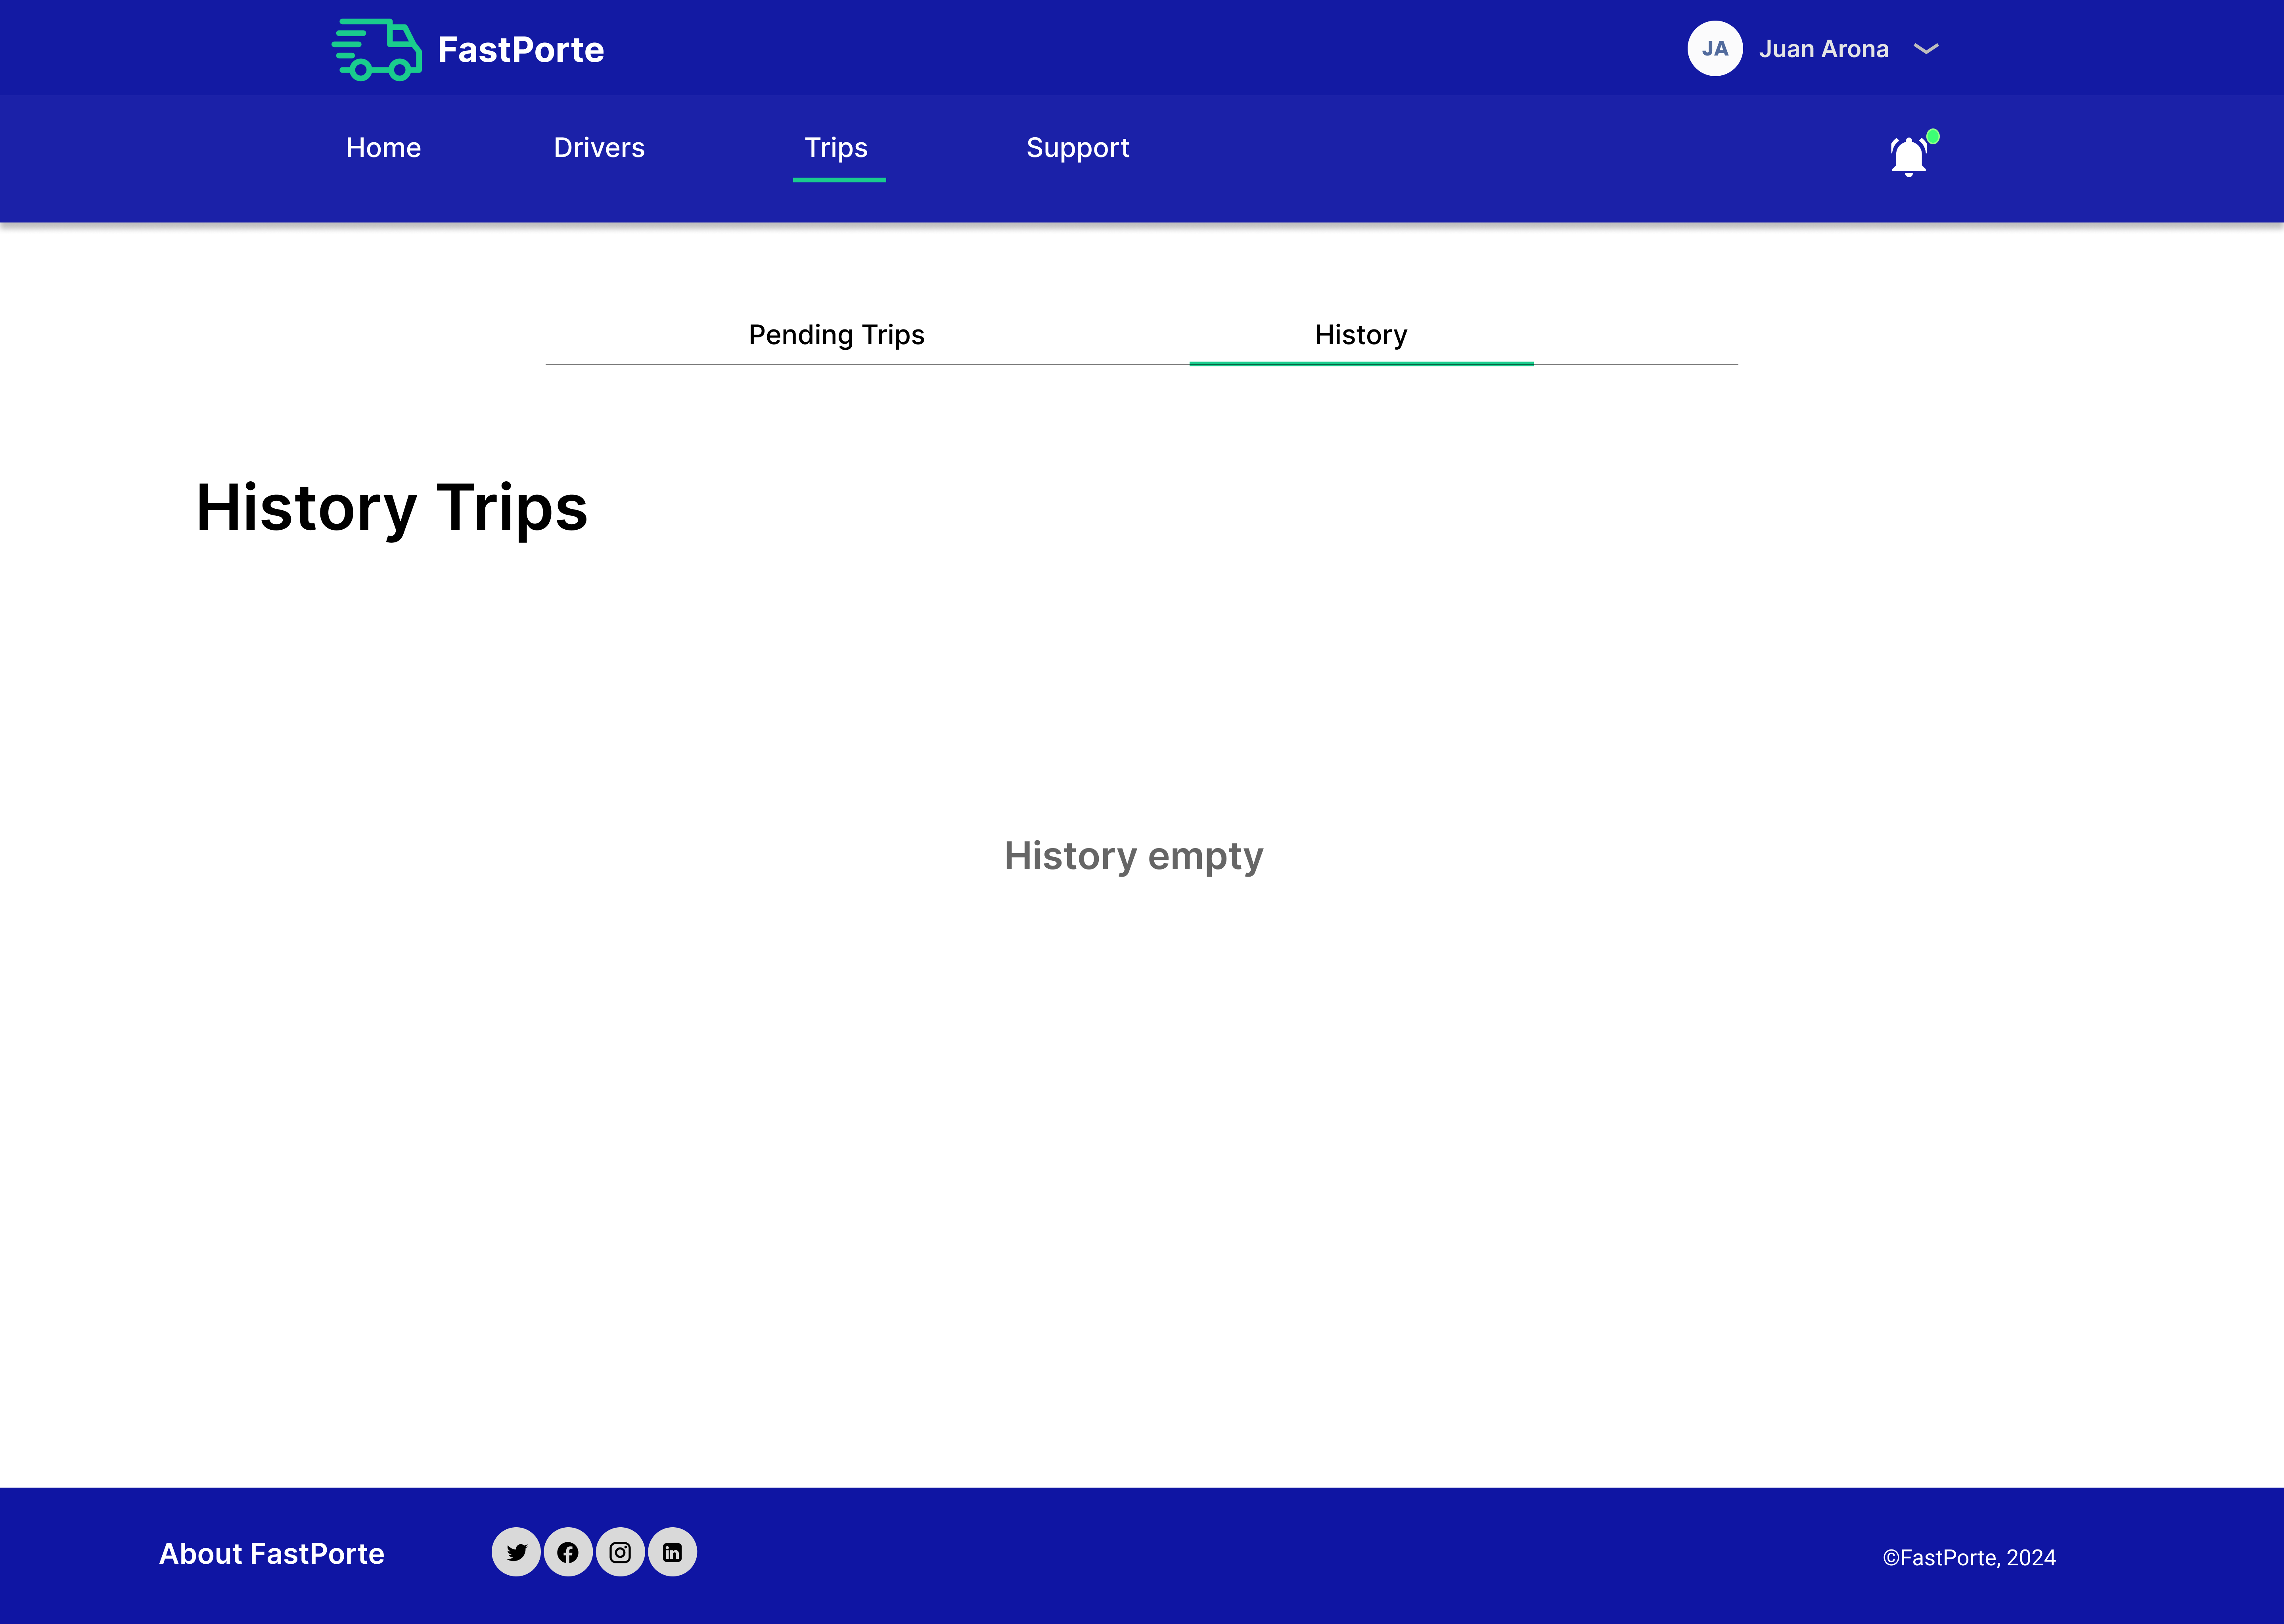 FastPorte
JA
Juan Arona
Home
Drivers
Trips
Support
Pending Trips
History
History Trips
History empty
About FastPorte
©FastPorte, 2024